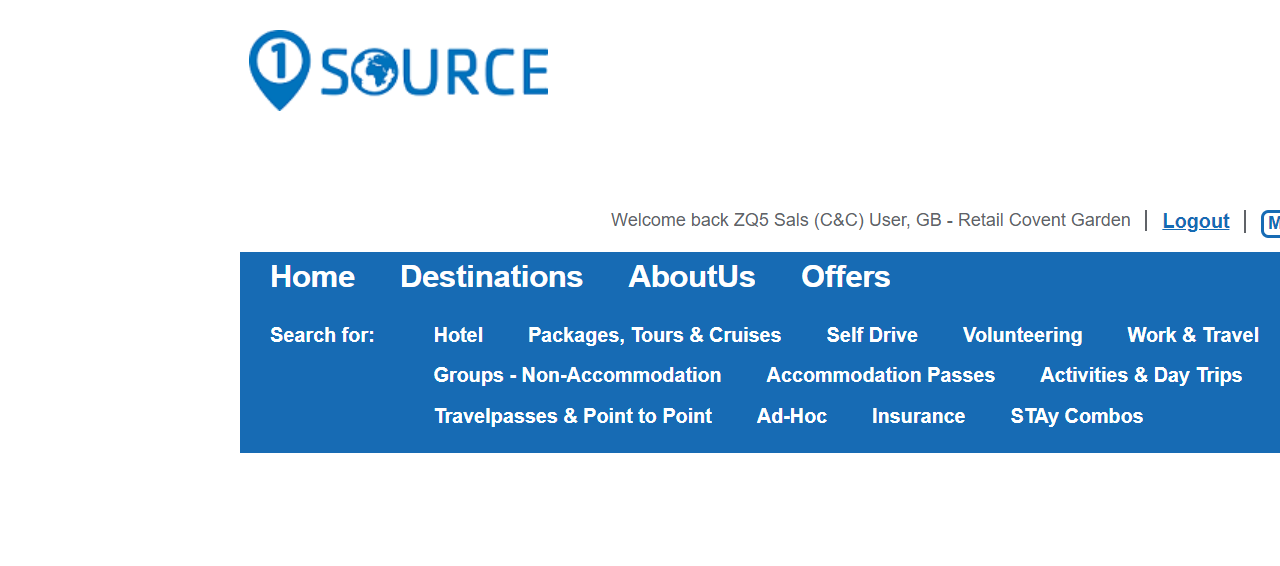 1 SOURCE
Welcome back ZQ5 Sals (C&C) User, GB - Retail Covent Garden Logout M
Home Destinations AboutUs Offers
Search for: Hotel Packages, Tours & Cruises Self Drive Volunteering Work & Travel
Groups - Non-Accommodation Accommodation Passes Activities & Day Trips
Travelpasses & Point to Point Ad-Hoc Insurance STAy Combos